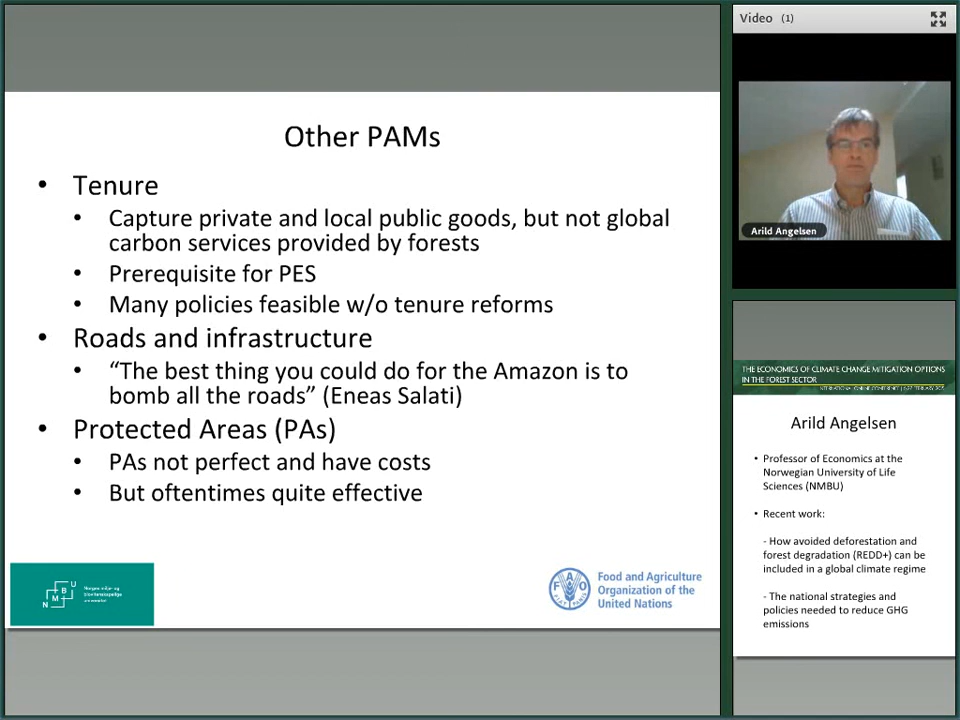 Other PAMs
• Tenure
• Capture private and local public goods, but not global
carbon services provided by forests
• Prerequisite for PES
• Many policies feasible w/o tenure reforms
• Roads and infrastructure
• “The best thing you could do for the Amazon is to
bomb all the roads” (Eneas Salati)
• Protected Areas (PAs)
• PAs not perfect and have costs
• But oftentimes quite effective
N M B U
FAO
FIAT PANIS
Food and Agriculture
Organization of the
United Nations
Video (1)
Arild Angelsen
THE ECONOMICS OF CLIMATE CHANGE MITIGATION OPTIONS
IN THE FOREST SECTOR
Arild Angelsen
• Professor of Economics at the
Norwegian University of Life
Sciences (NMBU)
• Recent work:
- How avoided deforestation and
forest degradation (REDD+) can be
included in a global climate regime
- The national strategies and
policies needed to reduce GHG
emissions